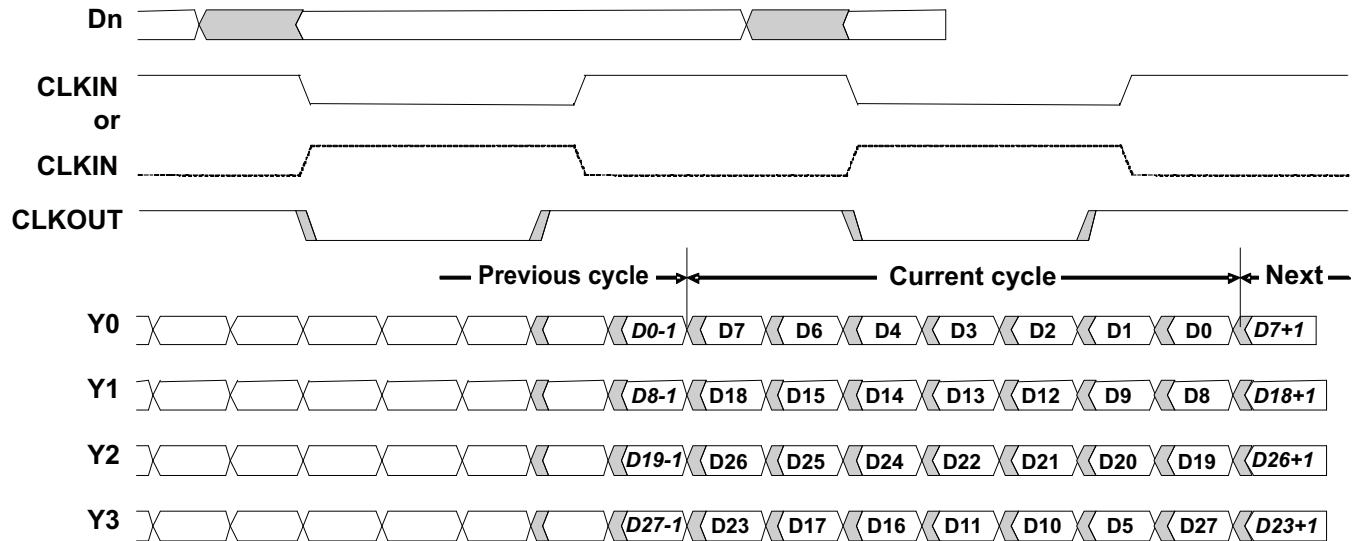 Dn
CLKIN
or
CLKIN
CLKOUT
Previous cycle Current cycle Next
Y0 D0-1 D7 D6 D4 D3 D2 D1 D0 D7+1
Y1 D8-1 D18 D15 D14 D13 D12 D9 D8 D18+1
Y2 D19-1 D26 D25 D24 D22 D21 D20 D19 D26+1
Y3 D27-1 D23 D17 D16 D11 D10 D5 D27 D23+1